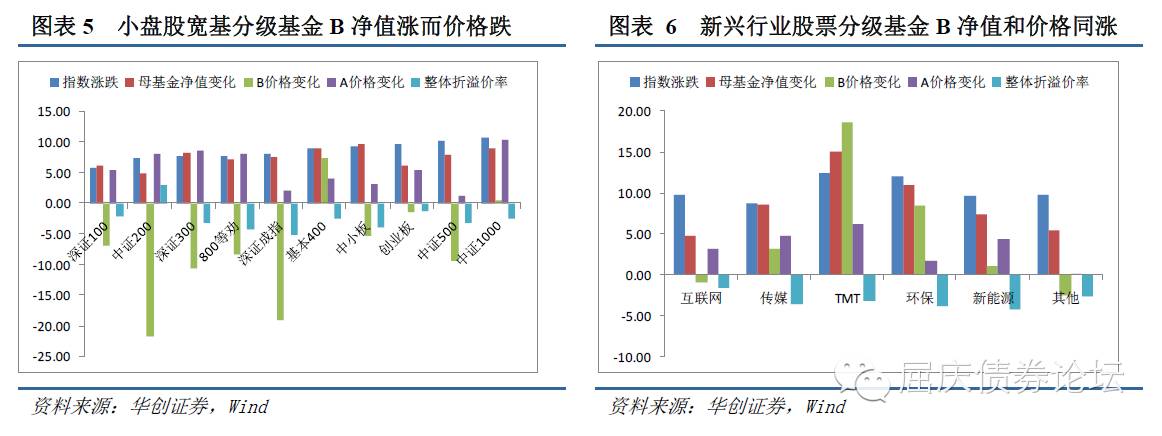 图表 5 小盘股宽基分级基金 B 净值涨而价格跌
指数涨跌 母基金净值变化 B价格变化 A价格变化 整体折溢价率
15.00
10.00
5.00
0.00
-5.00
-10.00
-15.00
-20.00
-25.00
深证100 中证200 深证300 800等劝 深证成指 基本400 中小板 创业板 中证500 中证1000
资料来源：华创证券，Wind
图表 6 新兴行业股票分级基金 B 净值和价格同涨
指数涨跌 母基金净值变化 B价格变化 A价格变化 整体折溢价率
20.00
15.00
10.00
5.00
0.00
-5.00
-10.00
互联网 传媒 TMT 环保 新能源 其他
资料来源：华创证券，Wind
屈庆债券论坛